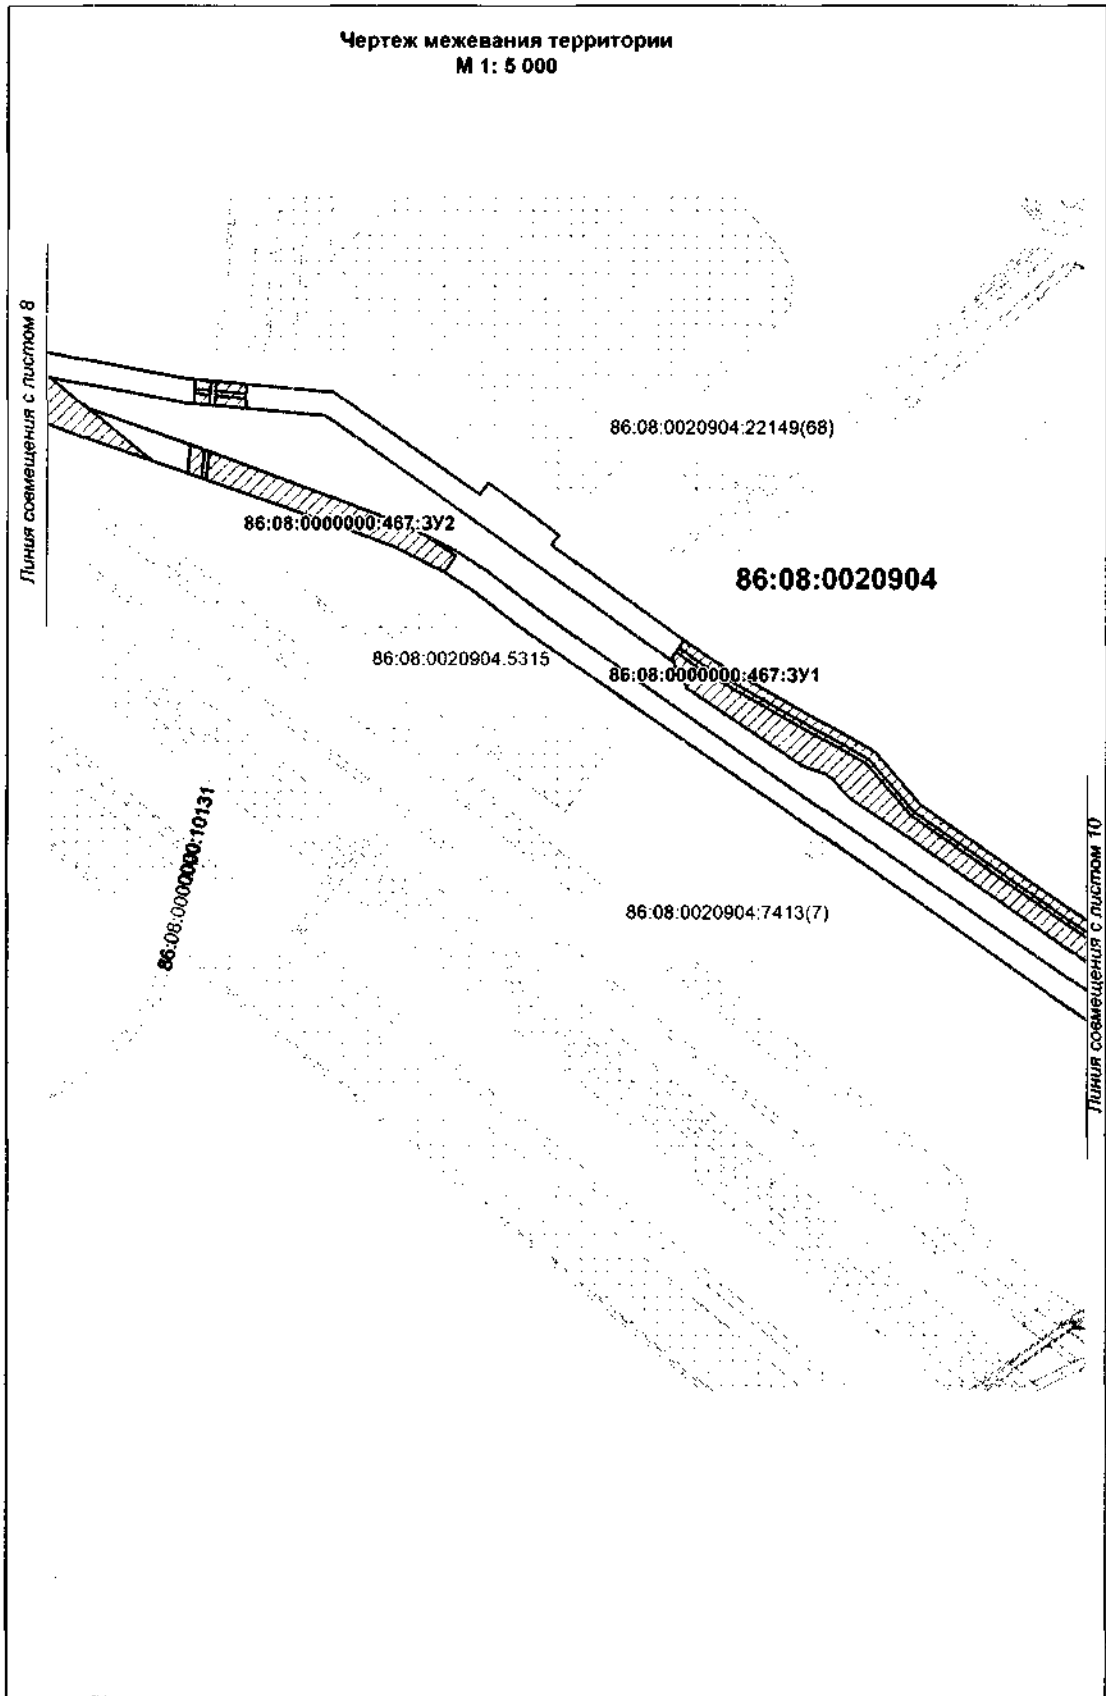 Чертеж межевания территории
М 1: 5 000
Линия совмещения с листом 8
86:08:0020904:22149(68)
86:08:0000000:467:ЗУ2
86:08:0020904
86:08:0020904.5315
86:08:0000000:467:ЗУ1
86:08:0000000:10131
86:08:0020904:7413(7)
Линия совмещения с листом 10